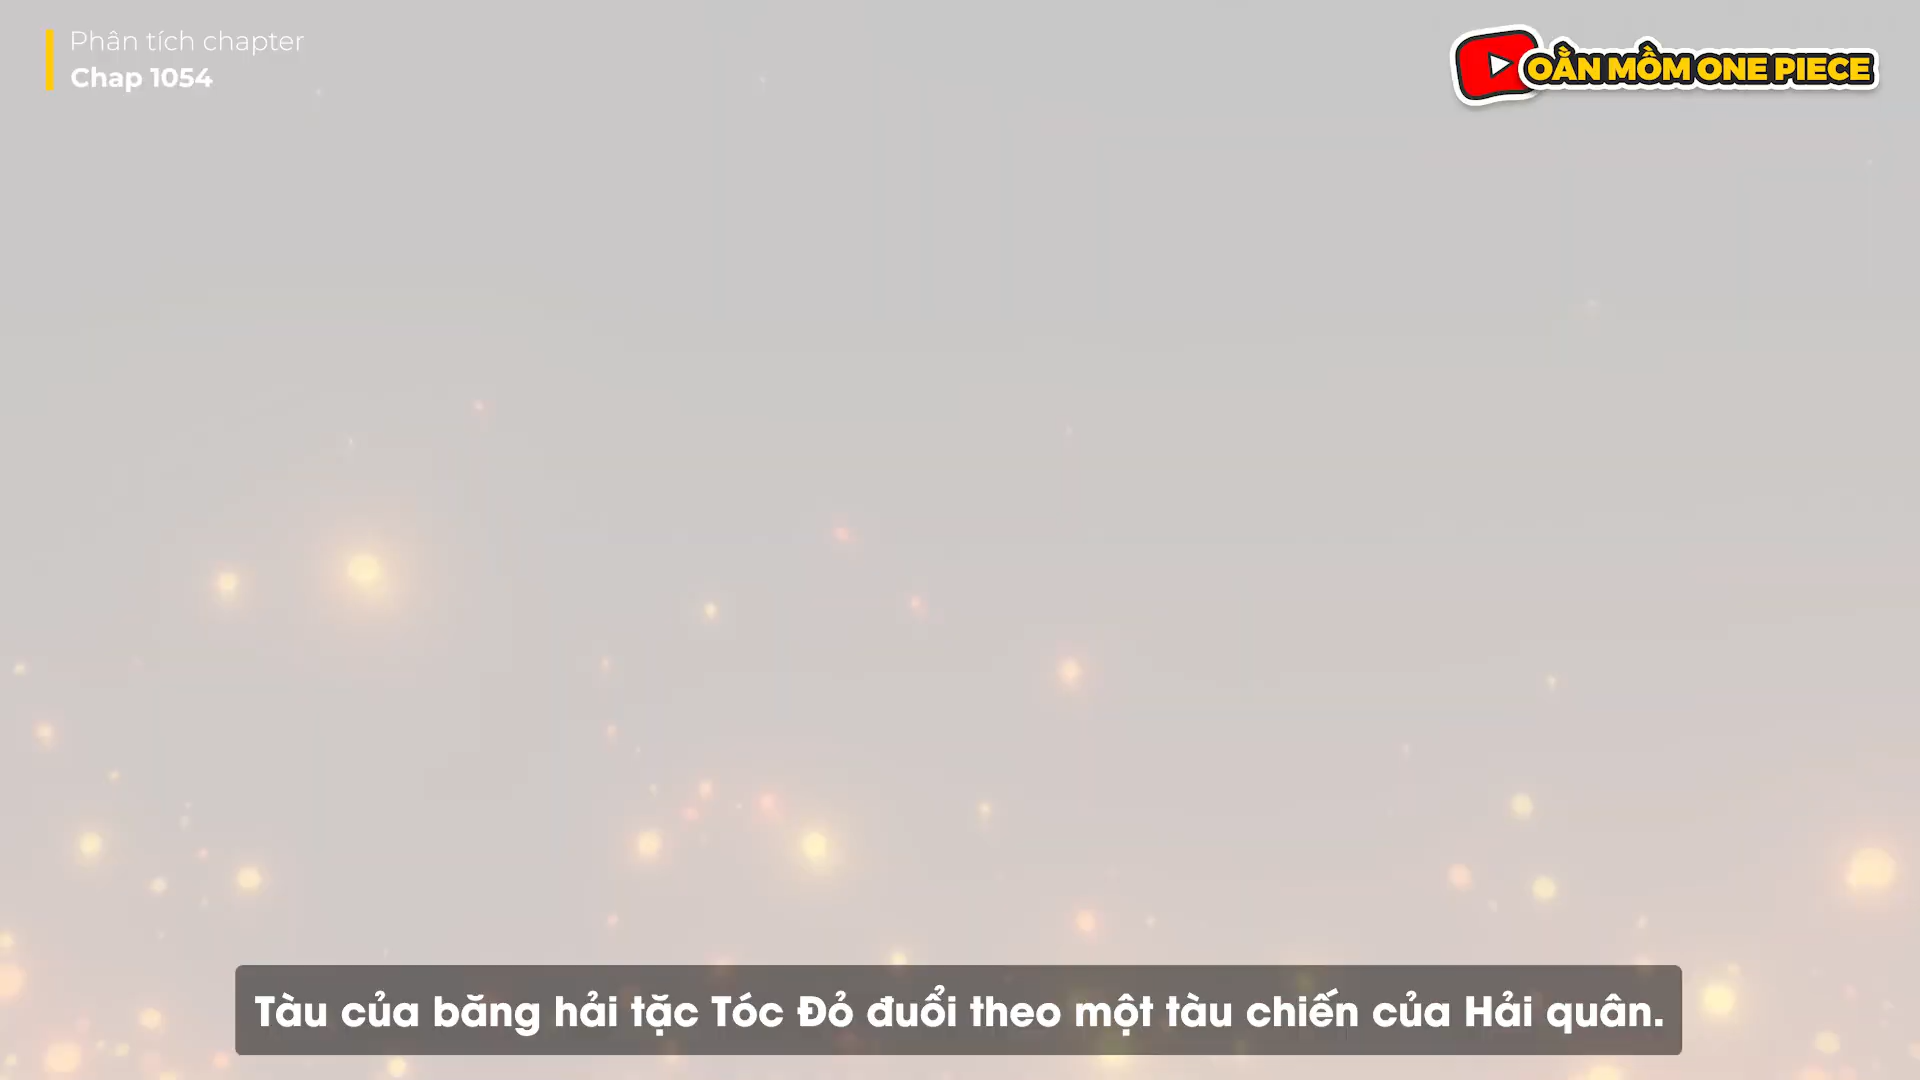 Phân tích chapter
Chap 1054
OẲN MỒM ONE PIECE
Tàu của băng hải tặc Tóc Đỏ đuổi theo một tàu chiến của Hải quân.